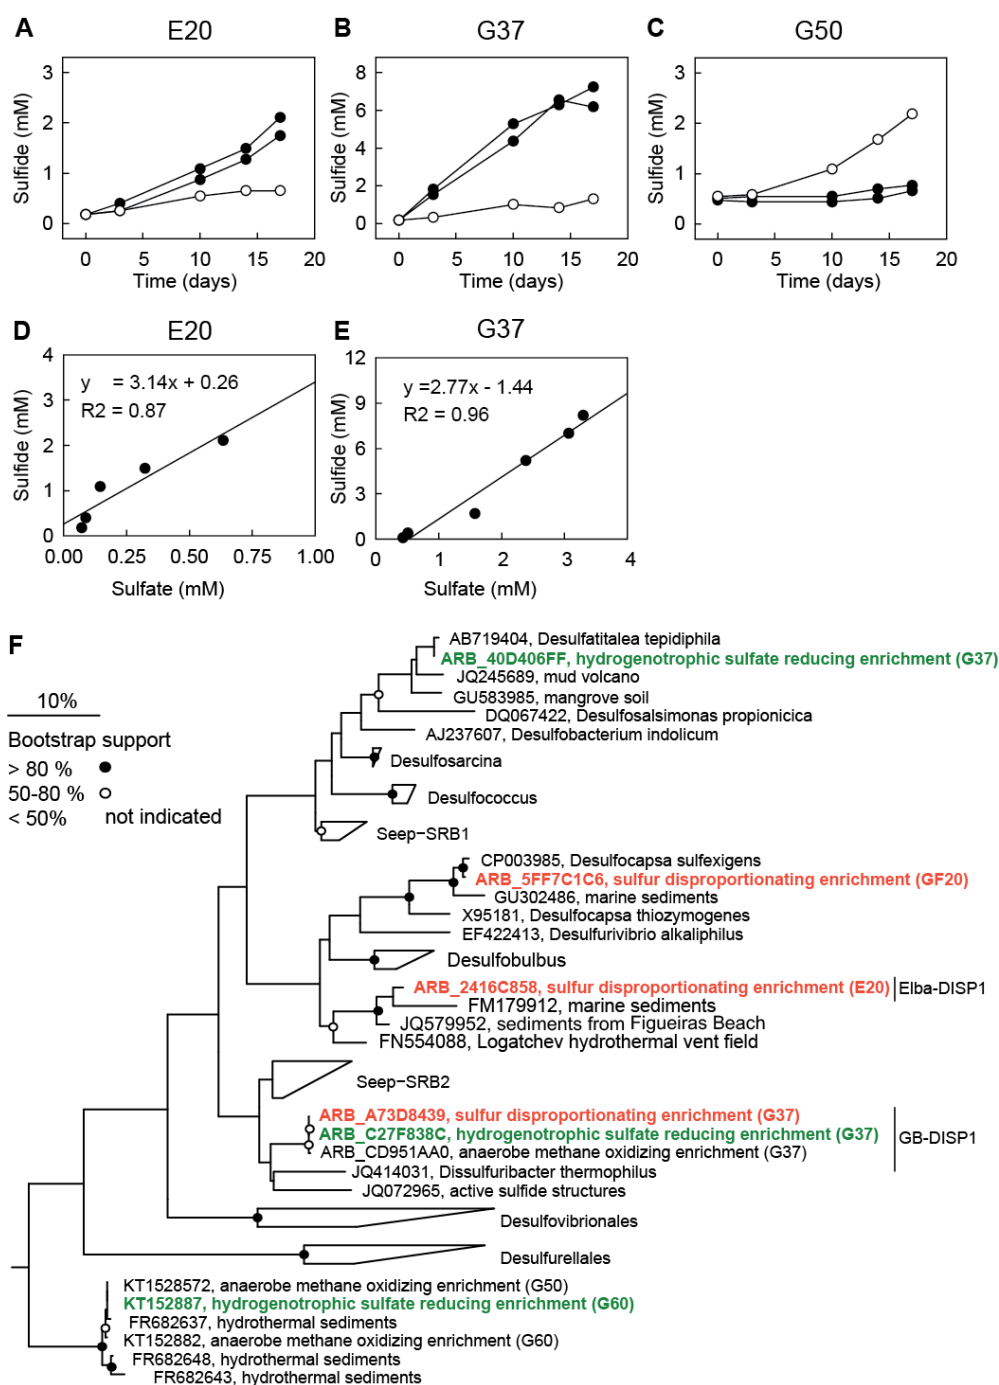 A E20
B G37
C G50
Sulfide (mM)
3
2
1
0
0 5 10 15 20
Time (days)
Sulfide (mM)
8
6
4
2
0
0 5 10 15 20
Time (days)
Sulfide (mM)
3
2
1
0
0 5 10 15 20
Time (days)
D E20
Sulfide (mM)
4
3
2
1
0
y = 3.14x + 0.26
R2 = 0.87
0.00 0.25 0.50 0.75 1.00
Sulfate (mM)
E G37
Sulfide (mM)
12
9
6
3
0
y =2.77x - 1.44
R2 = 0.96
0 1 2 3 4
Sulfate (mM)
F
10%
Bootstrap support
> 80 %
50-80 %
< 50% not indicated
AB719404, Desulfatitalea tepidiphila
ARB_40D406FF, hydrogenotrophic sulfate reducing enrichment (G37)
JQ245689, mud volcano
GU583985, mangrove soil
DQ067422, Desulfosalsimonas propionicica
AJ237607, Desulfobacterium indolicum
Desulfosarcina
Desulfococcus
Seep−SRB1
CP003985, Desulfocapsa sulfexigens
ARB_5FF7C1C6, sulfur disproportionating enrichment (GF20)
GU302486, marine sediments
X95181, Desulfocapsa thiozymogenes
EF422413, Desulfurivibrio alkaliphilus
Desulfobulbus
ARB_2416C858, sulfur disproportionating enrichment (E20) Elba-DISP1
FM179912, marine sediments
JQ579952, sediments from Figueiras Beach
FN554088, Logatchev hydrothermal vent field
Seep−SRB2
ARB_A73D8439, sulfur disproportionating enrichment (G37)
ARB_C27F838C, hydrogenotrophic sulfate reducing enrichment (G37) GB-DISP1
ARB_CD951AA0, anaerobe methane oxidizing enrichment (G37)
JQ414031, Dissulfuribacter thermophilus
JQ072965, active sulfide structures
Desulfovibrionales
Desulfurellales
KT1528572, anaerobe methane oxidizing enrichment (G50)
KT152887, hydrogenotrophic sulfate reducing enrichment (G60)
FR682637, hydrothermal sediments
KT152882, anaerobe methane oxidizing enrichment (G60)
FR682648, hydrothermal sediments
FR682643, hydrothermal sediments